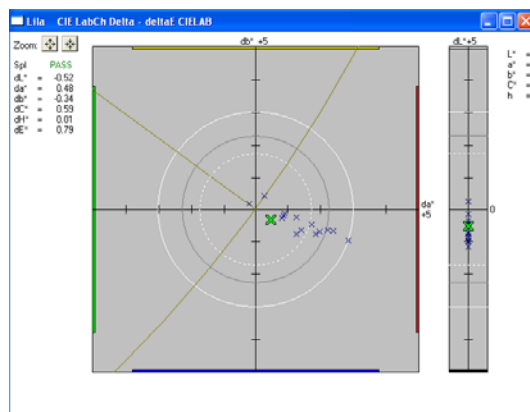 Lila CIE LabCh Delta - deltaE CIELAB
Zoom:
db* +5
dL*+5
Spl PASS
dL* = -0.52
da* = 0.48
db* = -0.34
dC* = 0.59
dH* = 0.01
dE* = 0.79
L* =
a* =
b* =
C* =
h =
da*
+5
0